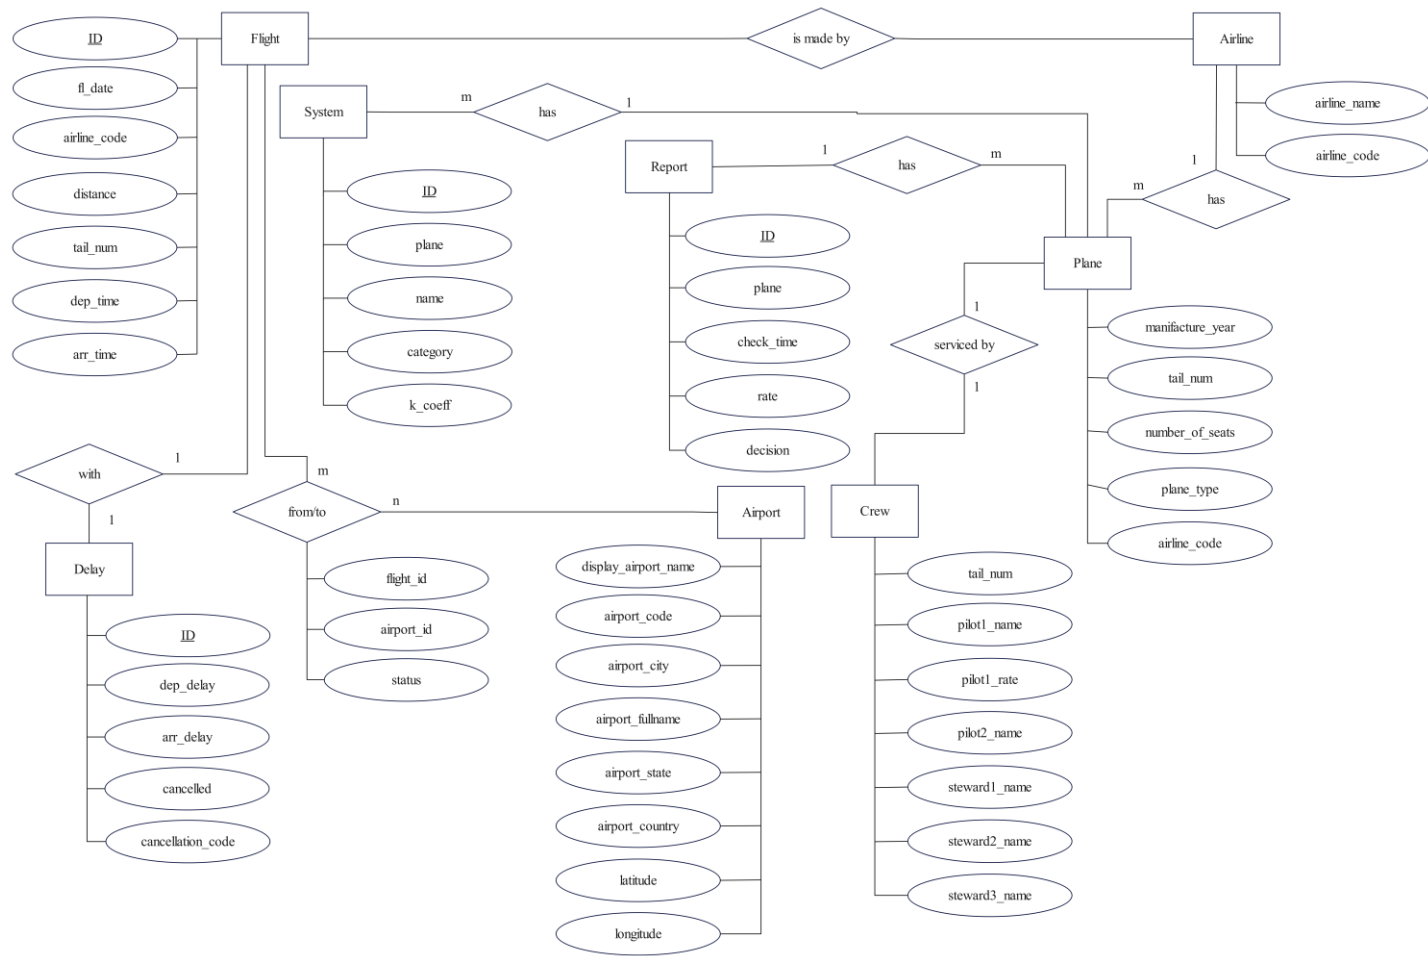 ID
Flight
is made by
Airline
fl_date
airline_code
distance
tail_num
dep_time
arr_time
System
m
has
1
ID
plane
name
category
k_coeff
Report
1
has
m
ID
plane
check_time
rate
decision
airline_name
airline_code
1
m
has
Plane
manifacture_year
tail_num
number_of_seats
plane_type
airline_code
1
serviced by
1
with
1
1
Delay
ID
dep_delay
arr_delay
cancelled
cancellation_code
m
from/to
n
flight_id
airport_id
status
Airport
display_airport_name
airport_code
airport_city
airport_fullname
airport_state
airport_country
latitude
longitude
Crew
tail_num
pilot1_name
pilot1_rate
pilot2_name
steward1_name
steward2_name
steward3_name